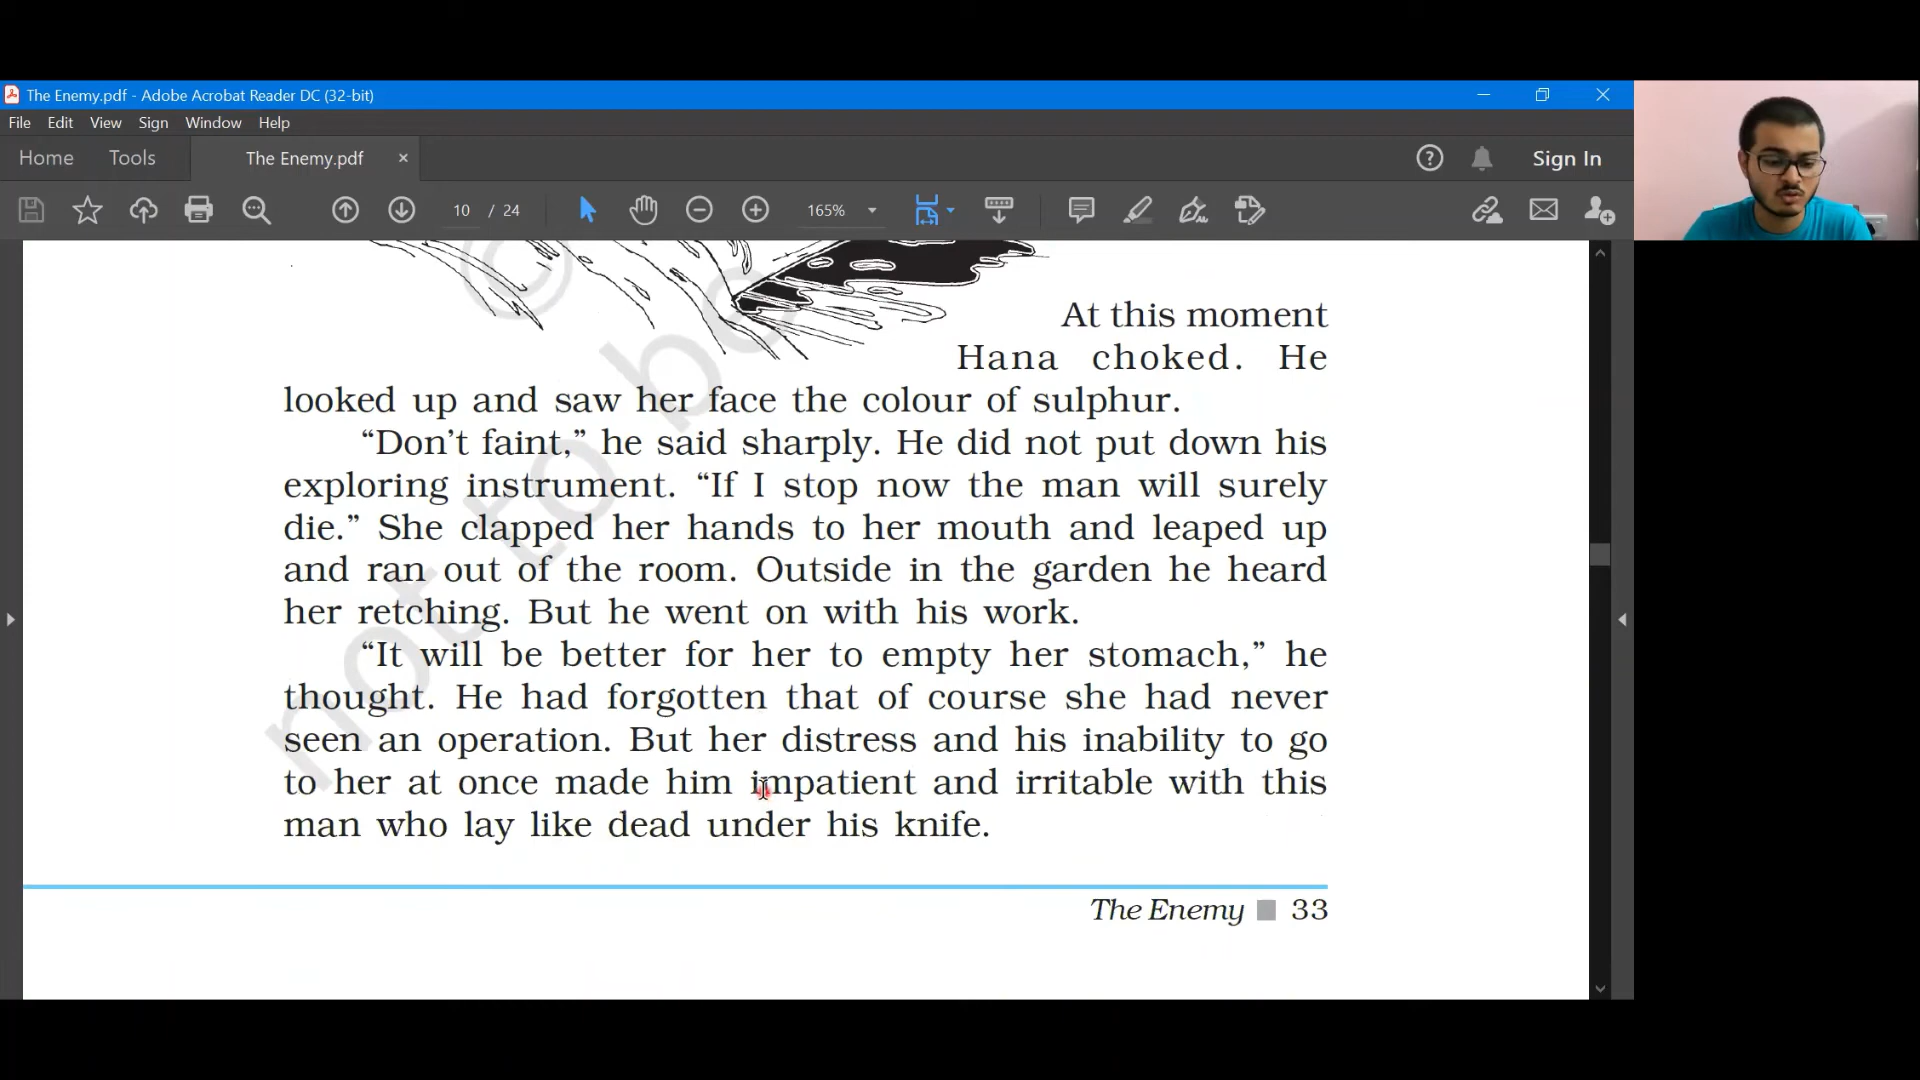 The Enemy.pdf - Adobe Acrobat Reader DC (32-bit)
File Edit View Sign Window Help
Home Tools The Enemy.pdf × Sign In
10 / 24 165%
© not to be
At this moment
Hana choked. He
looked up and saw her face the colour of sulphur.
“Don’t faint,” he said sharply. He did not put down his
exploring instrument. “If I stop now the man will surely
die.” She clapped her hands to her mouth and leaped up
and ran out of the room. Outside in the garden he heard
her retching. But he went on with his work.
“It will be better for her to empty her stomach,” he
thought. He had forgotten that of course she had never
seen an operation. But her distress and his inability to go
to her at once made him impatient and irritable with this
man who lay like dead under his knife.
The Enemy ■ 33